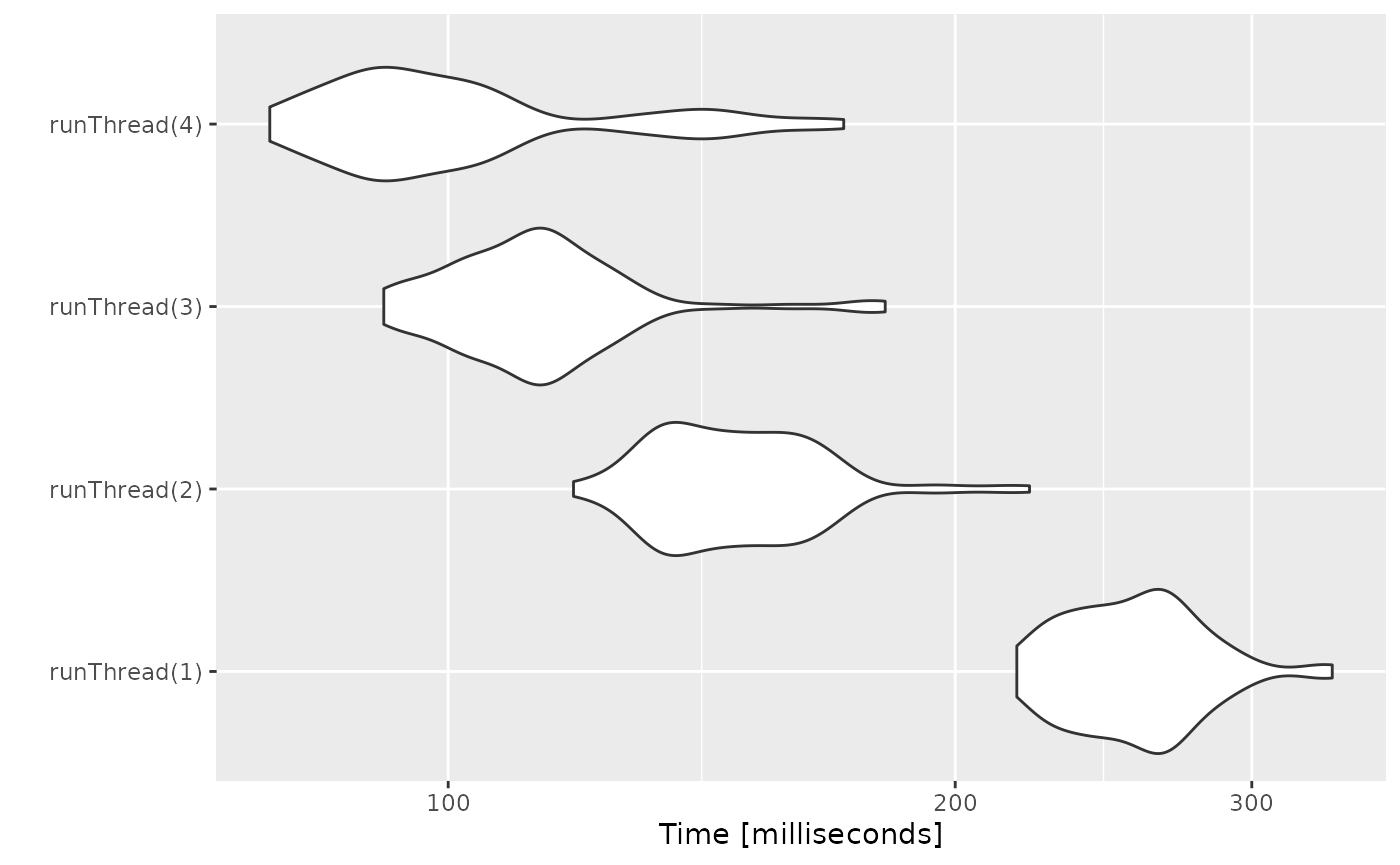 runThread(4)
runThread(3)
runThread(2)
runThread(1)
100 200 300
Time [milliseconds]